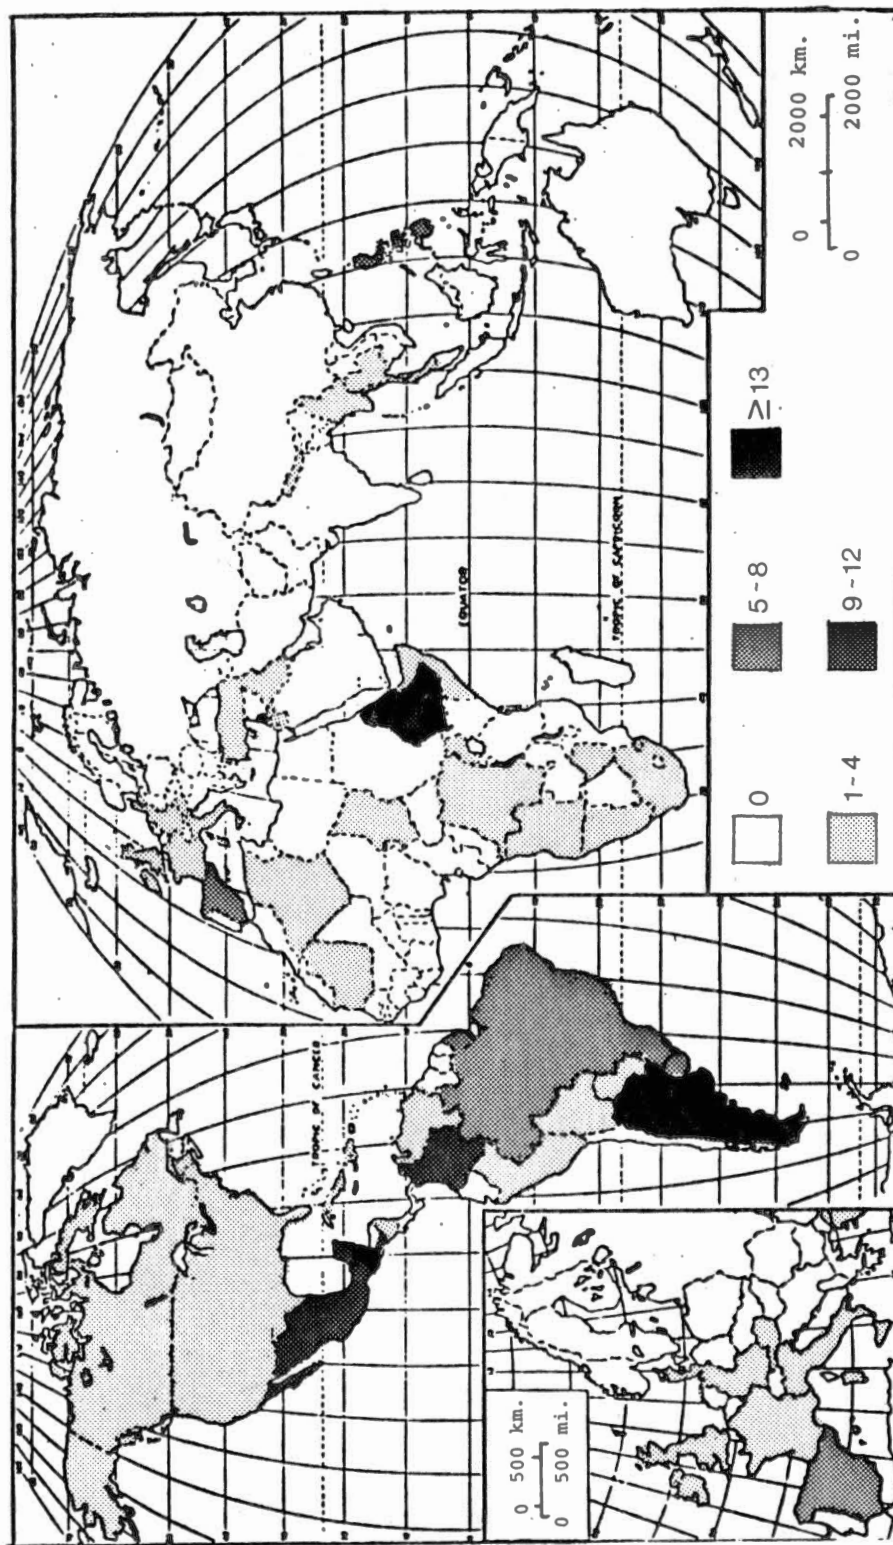 TROPIC OF CANCER
EQUATOR
TROPIC OF CAPRICORN
0 500 km.
0 500 mi.
0
1~4
5~8
9~12
≥13
0 2000 km.
0 2000 mi.